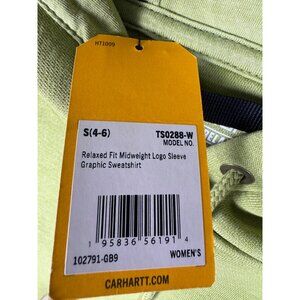 H71009
S(4-6)
TS0288-W
MODEL NO.
Relaxed Fit Midweight Logo Sleeve
Graphic Sweatshirt
1 95836 56191 4
102791-GB9
WOMEN'S
CARHARTT.COM